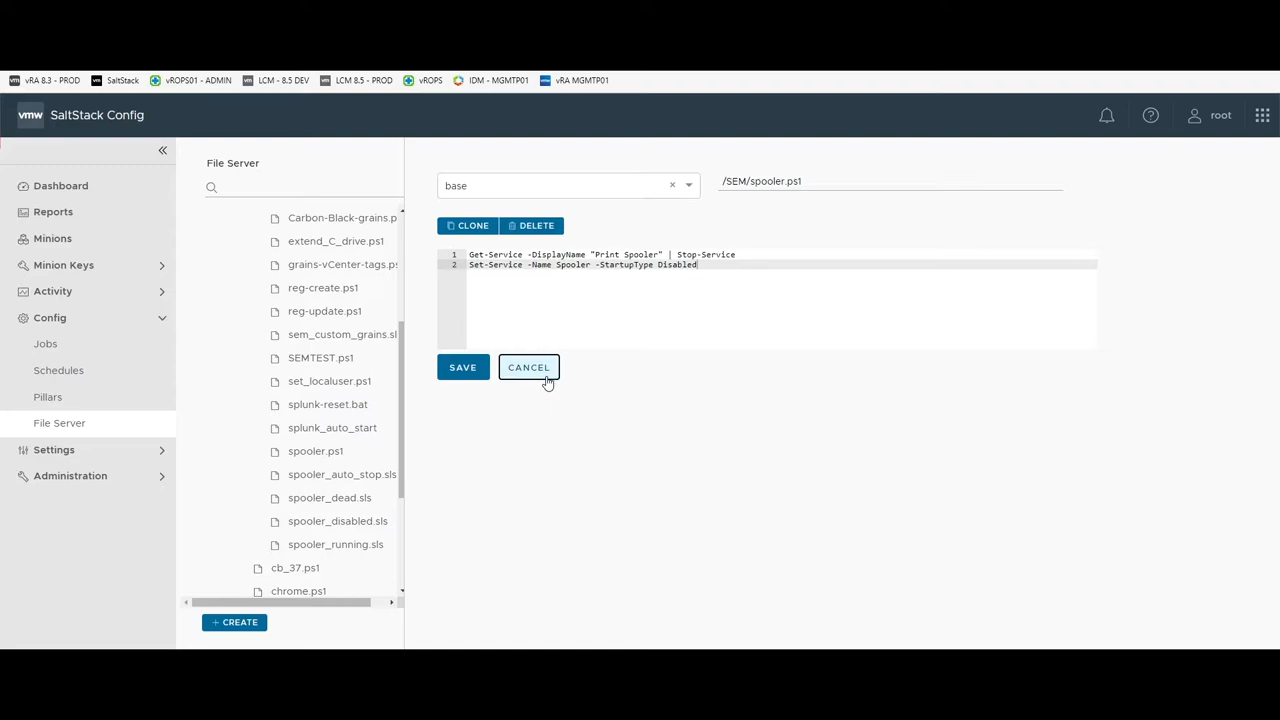 vRA 8.3 - PROD SaltStack vROPS01 - ADMIN LCM - 8.5 DEV LCM 8.5 - PROD vROPS IDM - MGMTP01 vRA MGMTP01
vmw SaltStack Config root
Dashboard
Reports
Minions
Minion Keys
Activity
Config
Jobs
Schedules
Pillars
File Server
Settings
Administration
File Server
Carbon-Black-grains.p
extend_C_drive.ps1
grains-vCenter-tags.ps
reg-create.ps1
reg-update.ps1
sem_custom_grains.sl
SEMTEST.ps1
set_localuser.ps1
splunk-reset.bat
splunk_auto_start
spooler.ps1
spooler_auto_stop.sls
spooler_dead.sls
spooler_disabled.sls
spooler_running.sls
cb_37.ps1
chrome.ps1
+ CREATE
base × /SEM/spooler.ps1
CLONE DELETE
1 Get-Service -DisplayName "Print Spooler" | Stop-Service
2 Set-Service -Name Spooler -StartupType Disabled
SAVE CANCEL